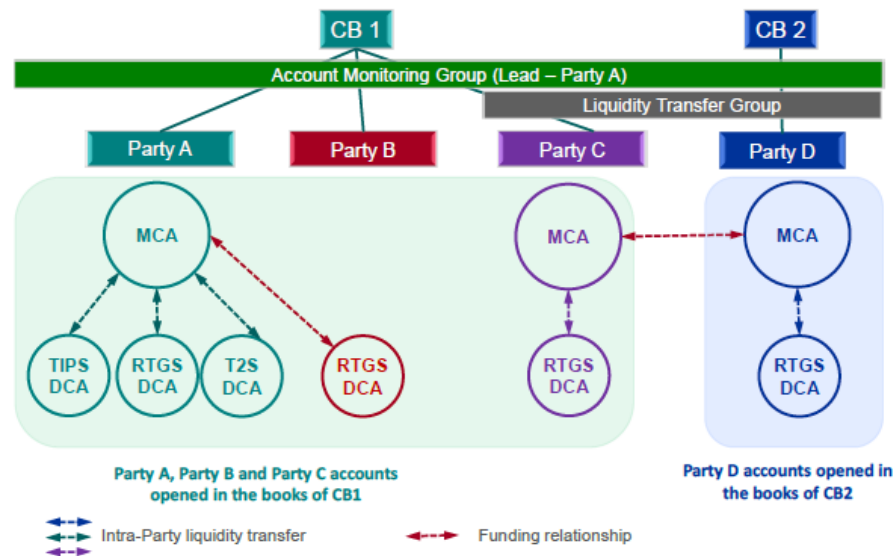 CB 1
CB 2
Account Monitoring Group (Lead – Party A)
Liquidity Transfer Group
Party A
Party B
Party C
Party D
MCA
MCA
MCA
TIPS
DCA
RTGS
DCA
T2S
DCA
RTGS
DCA
RTGS
DCA
RTGS
DCA
Party A, Party B and Party C accounts
opened in the books of CB1
Party D accounts opened in
the books of CB2
Intra-Party liquidity transfer
Funding relationship